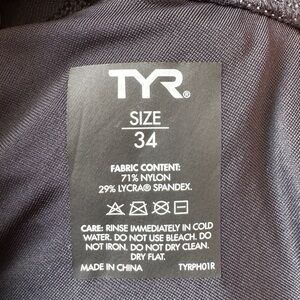 TYR®
SIZE
34
FABRIC CONTENT:
71% NYLON
29% LYCRA® SPANDEX.
CARE: RINSE IMMEDIATELY IN COLD
WATER. DO NOT USE BLEACH. DO
NOT IRON. DO NOT DRY CLEAN.
DRY FLAT.
MADE IN CHINA TYRPH01R